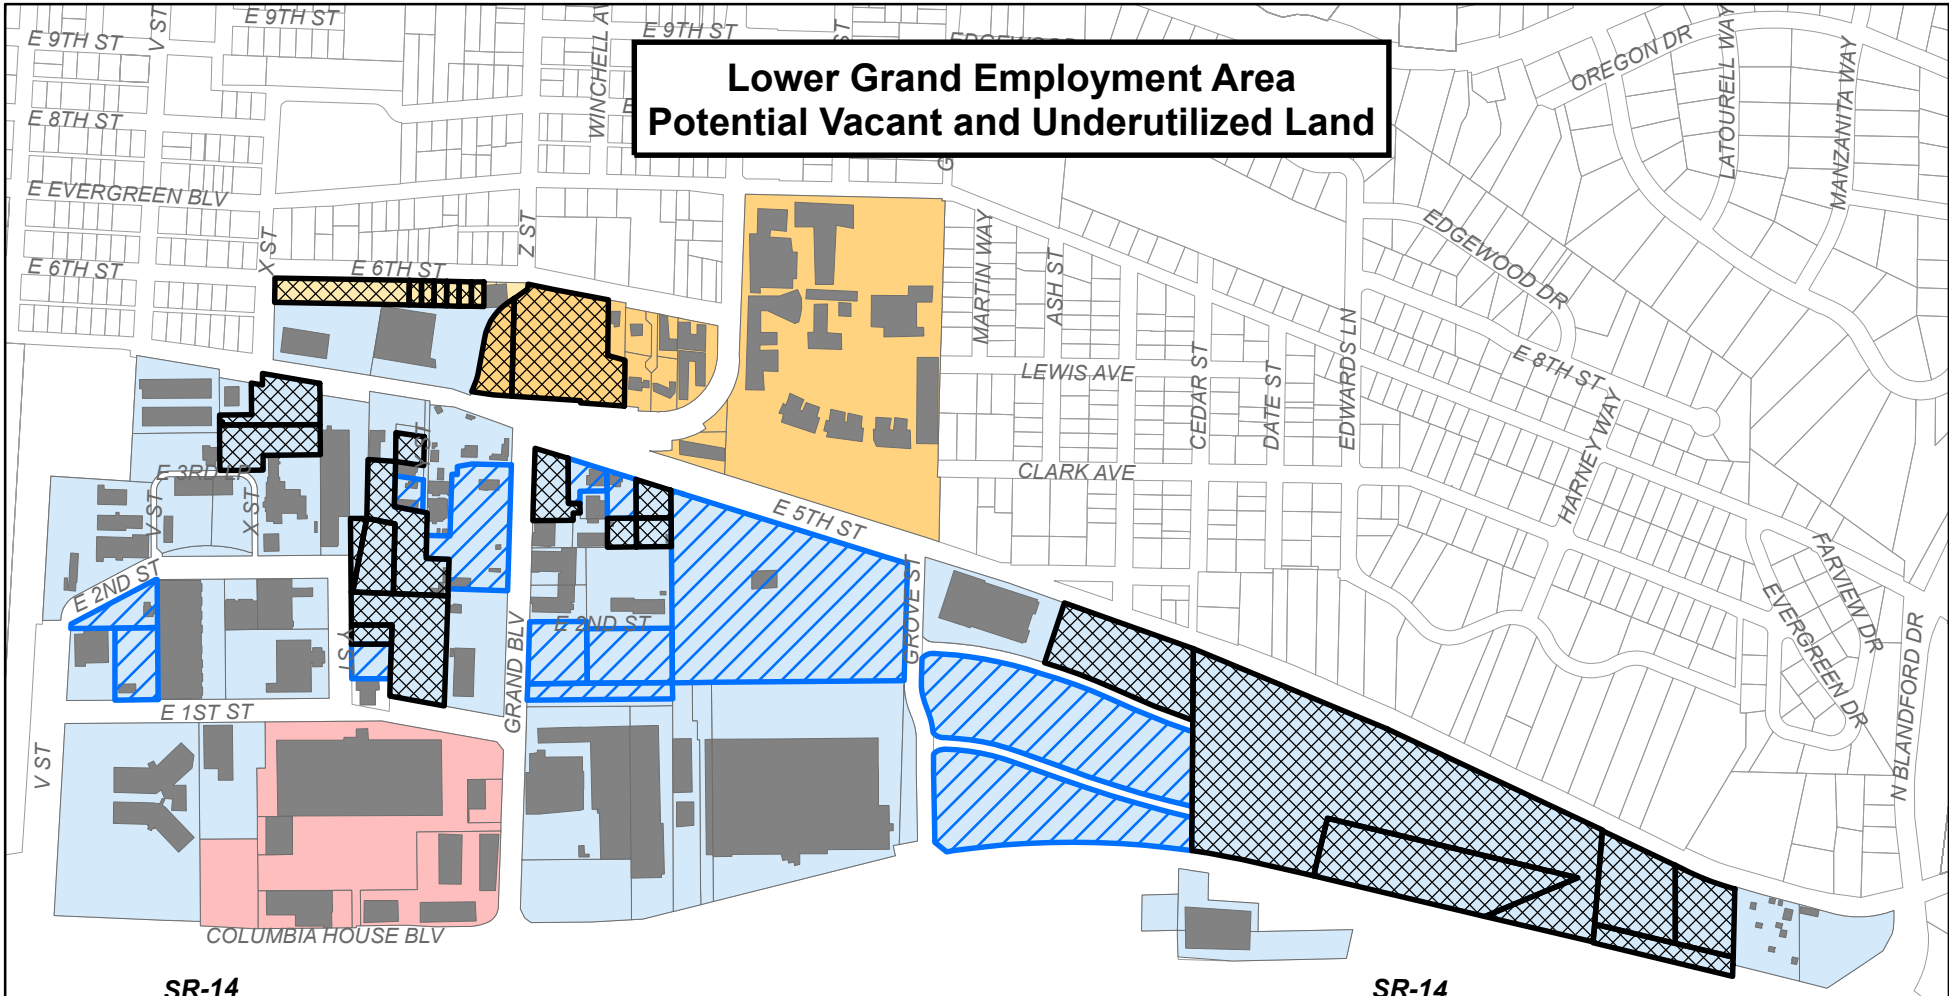 E 9TH ST
V ST
E 9TH ST
WINCHELL AV
E 9TH ST
ST
EDGEWOOD
OREGON DR
LATOURELL WAY
MANZANITA WAY
Lower Grand Employment Area
Potential Vacant and Underutilized Land
E 8TH ST
E
G
E EVERGREEN BLV
X ST
Z ST
E 6TH ST
E 6TH ST
MARTIN WAY
ASH ST
EDGEWOOD DR
EDWARDS LN
E 8TH ST
LEWIS AVE
CEDAR ST
DATE ST
HARNEY WAY
CLARK AVE
E 3RD LP
V ST
X ST
ST
E 5TH ST
FARVIEW DR
EVERGREEN DR
N BLANDFORD DR
E 2ND ST
E 2ND ST
Y ST
GRAND BLV
GROVE ST
E 1ST ST
V ST
COLUMBIA HOUSE BLV
SR-14
SR-14